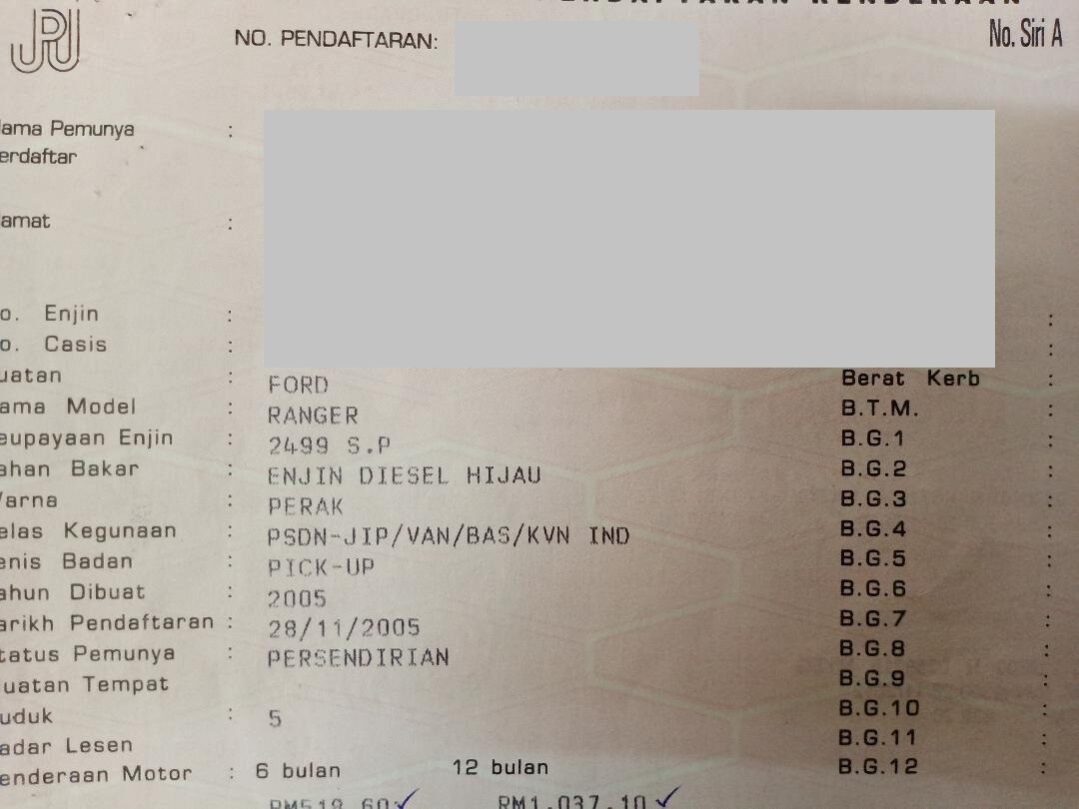 JPJ
NO. PENDAFTARAN:
No. Siri A
ama Pemunya :
erdaftar
amat :
o. Enjin : :
o. Casis : :
uatan : FORD Berat Kerb :
ama Model : RANGER B.T.M. :
eupayaan Enjin : 2499 S.P B.G.1 :
ahan Bakar : ENJIN DIESEL HIJAU B.G.2 :
arna : PERAK B.G.3 :
elas Kegunaan : PSDN-JIP/VAN/BAS/KVN IND B.G.4 :
enis Badan : PICK-UP B.G.5 :
ahun Dibuat : 2005 B.G.6 :
arikh Pendaftaran : 28/11/2005 B.G.7 :
tatus Pemunya : PERSENDIRIAN B.G.8 :
uatan Tempat B.G.9 :
uduk : 5 B.G.10 :
adar Lesen B.G.11 :
enderaan Motor : 6 bulan 12 bulan B.G.12 :
RM519.60 ✓ RM1,037.10 ✓